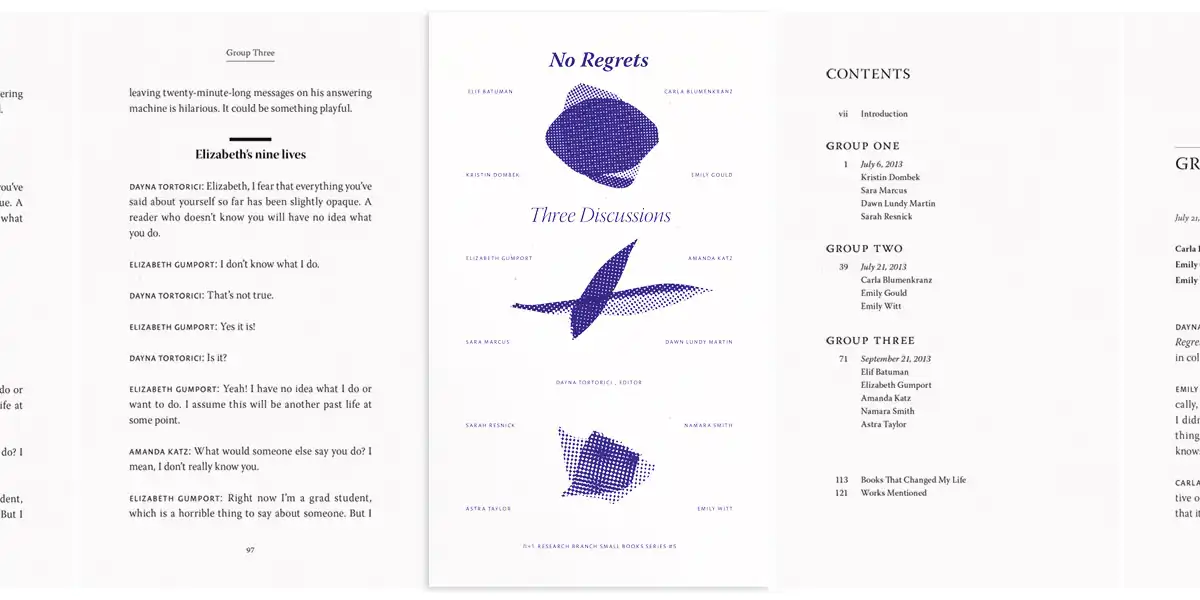 ering
l.
ou've
ue. A
what
do or
ife at
do? I
dent,
But I
Group Three
leaving twenty-minute-long messages on his answering
machine is hilarious. It could be something playful.
Elizabeth's nine lives
DAYNA TORTORICI: Elizabeth, I fear that everything you've
said about yourself so far has been slightly opaque. A
reader who doesn't know you will have no idea what
you do.
ELIZABETH GUMPORT: I don't know what I do.
DAYNA TORTORICI: That's not true.
ELIZABETH GUMPORT: Yes it is!
DAYNA TORTORICI: Is it?
ELIZABETH GUMPORT: Yeah! I have no idea what I do or
want to do. I assume this will be another past life at
some point.
AMANDA KATZ: What would someone else say you do? I
mean, I don't really know you.
ELIZABETH GUMPORT: Right now I'm a grad student,
which is a horrible thing to say about someone. But I
97
No Regrets
ELIF BATUMAN
CARLA BLUMENKRANZ
KRISTIN DOMBEK
EMILY GOULD
Three Discussions
ELIZABETH GUMPORT
AMANDA KATZ
SARA MARCUS
DAWN LUNDY MARTIN
DAYNA TORTORICI, EDITOR
SARAH RESNICK
NAMARA SMITH
ASTRA TAYLOR
EMILY WITT
n+1 RESEARCH BRANCH SMALL BOOKS SERIES #5
CONTENTS
vii Introduction
GROUP ONE
1 July 6, 2013
Kristin Dombek
Sara Marcus
Dawn Lundy Martin
Sarah Resnick
GROUP TWO
39 July 21, 2013
Carla Blumenkranz
Emily Gould
Emily Witt
GROUP THREE
71 September 21, 2013
Elif Batuman
Elizabeth Gumport
Amanda Katz
Namara Smith
Astra Taylor
113 Books That Changed My Life
121 Works Mentioned
GR
July 21,
Carla
Emily
Emily
DAYNA
Regre
in col
EMILY
cally,
I didn
thing
know
CARLA
tive o
that it